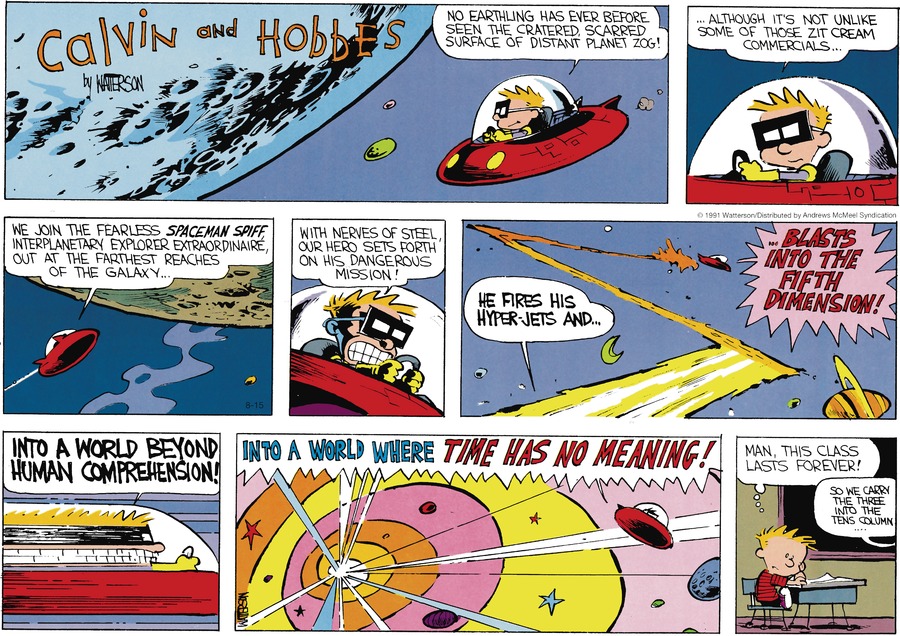 Calvin and HobbEs
by WATTERSON
NO EARTHLING HAS EVER BEFORE
SEEN THE CRATERED, SCARRED
SURFACE OF DISTANT PLANET ZOG!
... ALTHOUGH IT'S NOT UNLIKE
SOME OF THOSE ZIT CREAM
COMMERCIALS...
© 1991 Watterson/Distributed by Andrews McMeel Syndication
WE JOIN THE FEARLESS SPACEMAN SPIFF,
INTERPLANETARY EXPLORER EXTRAORDINAIRE,
OUT AT THE FARTHEST REACHES
OF THE GALAXY...
8-15
WITH NERVES OF STEEL,
OUR HERO SETS FORTH
ON HIS DANGEROUS
MISSION!
HE FIRES HIS
HYPER-JETS AND...
... BLASTS
INTO THE
FIFTH
DIMENSION!
INTO A WORLD BEYOND
HUMAN COMPREHENSION!
INTO A WORLD WHERE TIME HAS NO MEANING!
WATTERSON
MAN, THIS CLASS
LASTS FOREVER!
SO WE CARRY
THE THREE
INTO THE
TENS COLUMN
....